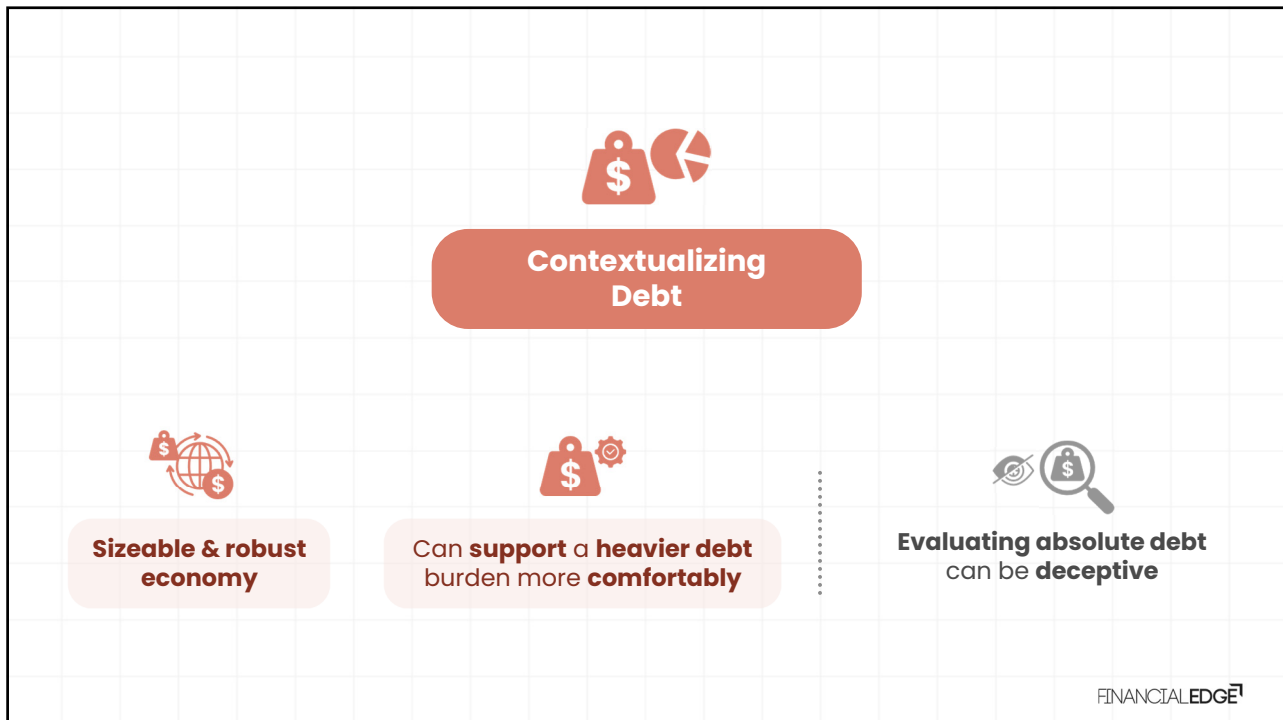 Contextualizing
Debt
Sizeable & robust
economy
Can support a heavier debt
burden more comfortably
Evaluating absolute debt
can be deceptive
FINANCIALEDGE